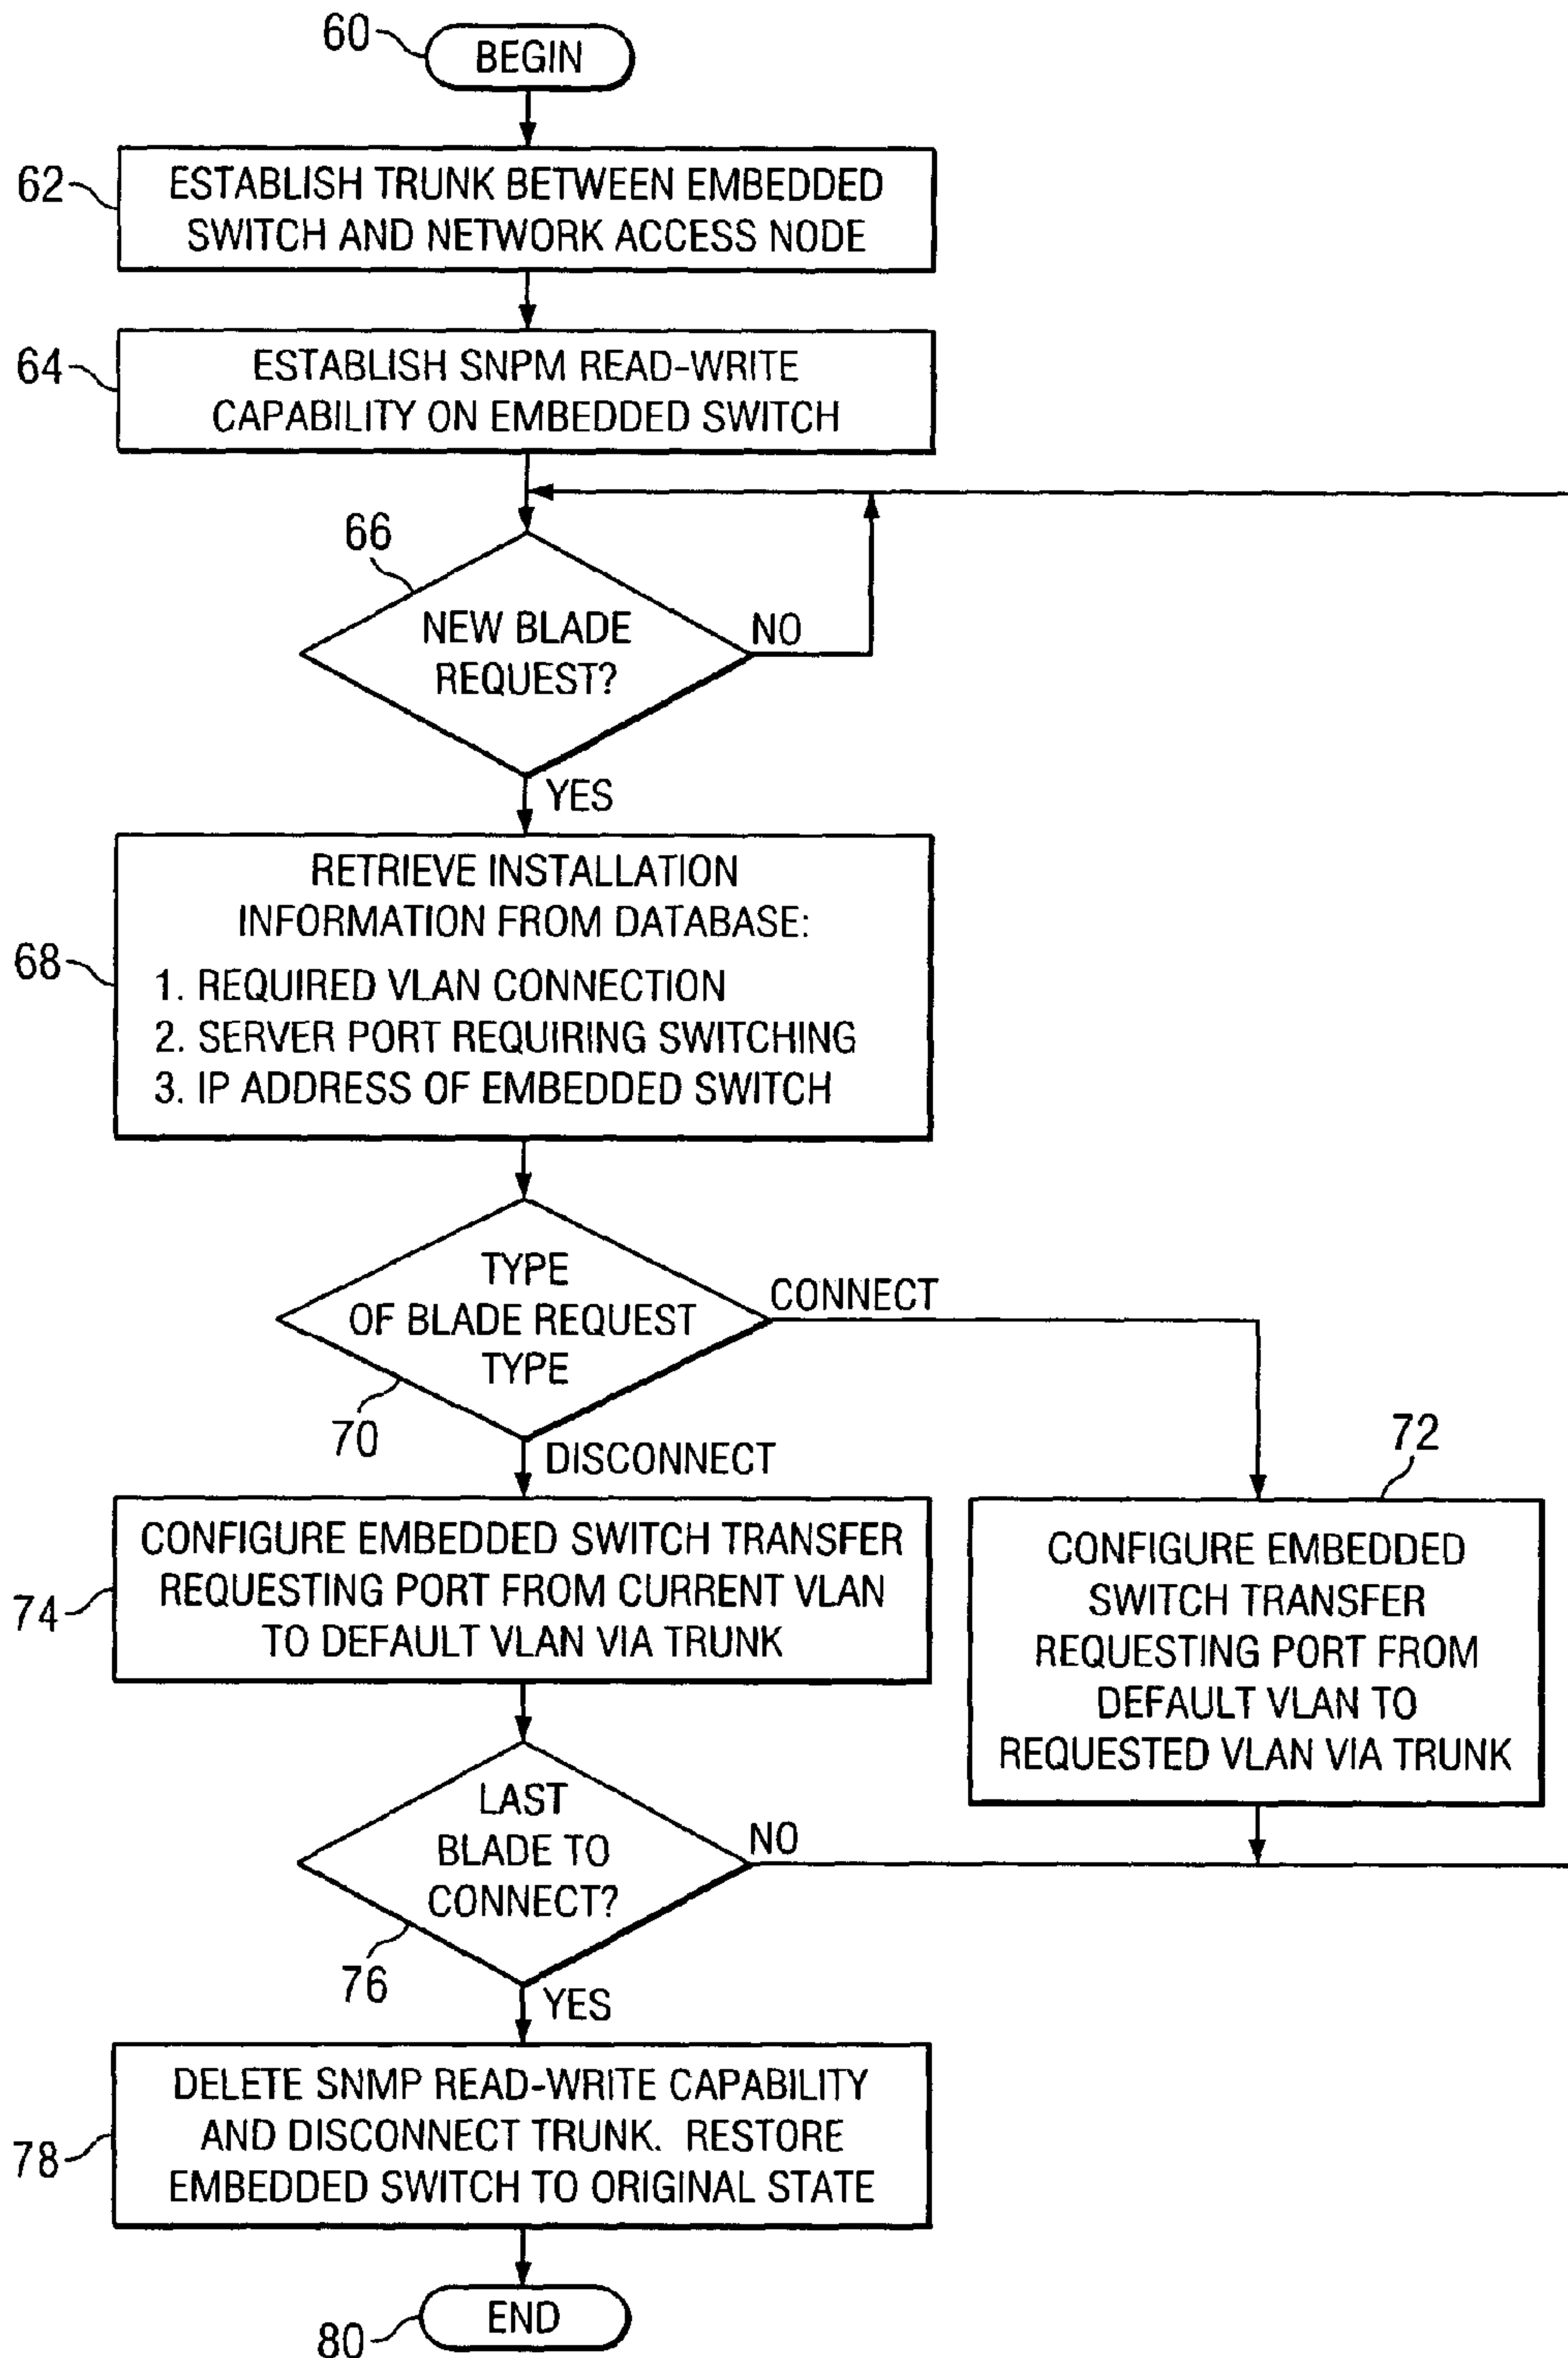 60
BEGIN
62
ESTABLISH TRUNK BETWEEN EMBEDDED
SWITCH AND NETWORK ACCESS NODE
64
ESTABLISH SNPM READ-WRITE
CAPABILITY ON EMBEDDED SWITCH
66
NEW BLADE
REQUEST?
NO
YES
68
RETRIEVE INSTALLATION
INFORMATION FROM DATABASE:
1. REQUIRED VLAN CONNECTION
2. SERVER PORT REQUIRING SWITCHING
3. IP ADDRESS OF EMBEDDED SWITCH
TYPE
OF BLADE REQUEST
TYPE
CONNECT
70
DISCONNECT
72
CONFIGURE EMBEDDED
SWITCH TRANSFER
REQUESTING PORT FROM
DEFAULT VLAN TO
REQUESTED VLAN VIA TRUNK
74
CONFIGURE EMBEDDED SWITCH TRANSFER
REQUESTING PORT FROM CURRENT VLAN
TO DEFAULT VLAN VIA TRUNK
LAST
BLADE TO
CONNECT?
NO
76
YES
78
DELETE SNMP READ-WRITE CAPABILITY
AND DISCONNECT TRUNK. RESTORE
EMBEDDED SWITCH TO ORIGINAL STATE
80
END